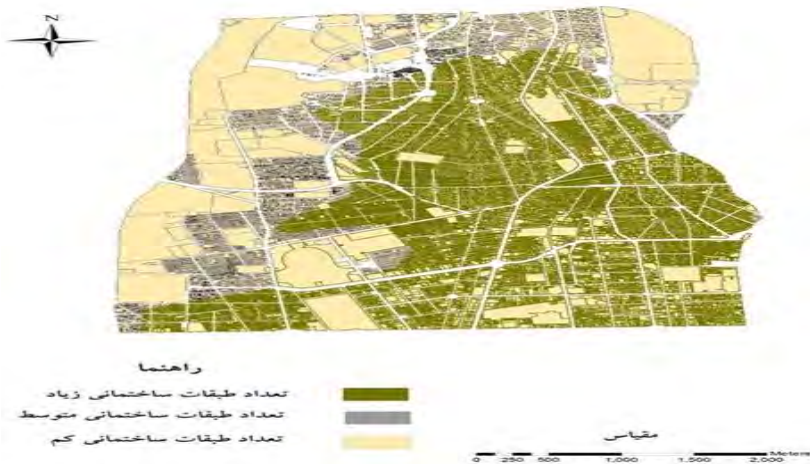 N
راهنما
تعداد طبقات ساختمانی زیاد
تعداد طبقات ساختمانی متوسط
تعداد طبقات ساختمانی کم
مقیاس
Meters
0 250 500 1,000 1,500 2,000